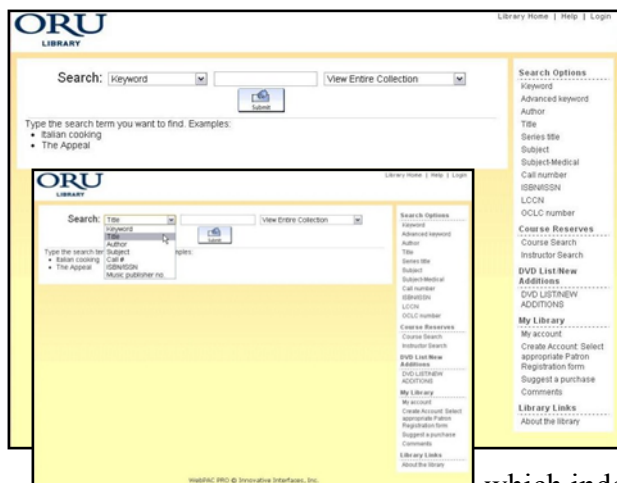 ORU
LIBRARY
Library Home | Help | Login
Search: Keyword View Entire Collection
Submit
Type the search term you want to find. Examples:
• Italian cooking
• The Appeal
Search Options
Keyword
Advanced keyword
Author
Title
Series title
Subject
Subject-Medical
Call number
ISBN/ISSN
LCCN
OCLC number
Course Reserves
Course Search
Instructor Search
DVD List/New
Additions
DVD LIST/NEW
ADDITIONS
My Library
My account
Create Account: Select
appropriate Patron
Registration form
Suggest a purchase
Comments
Library Links
About the library
ORU
LIBRARY
Library Home | Help | Login
Search: Title View Entire Collection
Submit
Keyword
Title
Author
Subject
Call #
ISBN/ISSN
Music publisher no.
Type the search ter mples:
• Italian cooking
• The Appeal
Search Options
Keyword
Advanced keyword
Author
Title
Series title
Subject
Subject-Medical
Call number
ISBN/ISSN
LCCN
OCLC number
Course Reserves
Course Search
Instructor Search
DVD List/New
Additions
DVD LIST/NEW
ADDITIONS
My Library
My account
Create Account: Select
appropriate Patron
Registration form
Suggest a purchase
Comments
Library Links
About the library
WebPAC PRO © Innovative Interfaces, Inc.